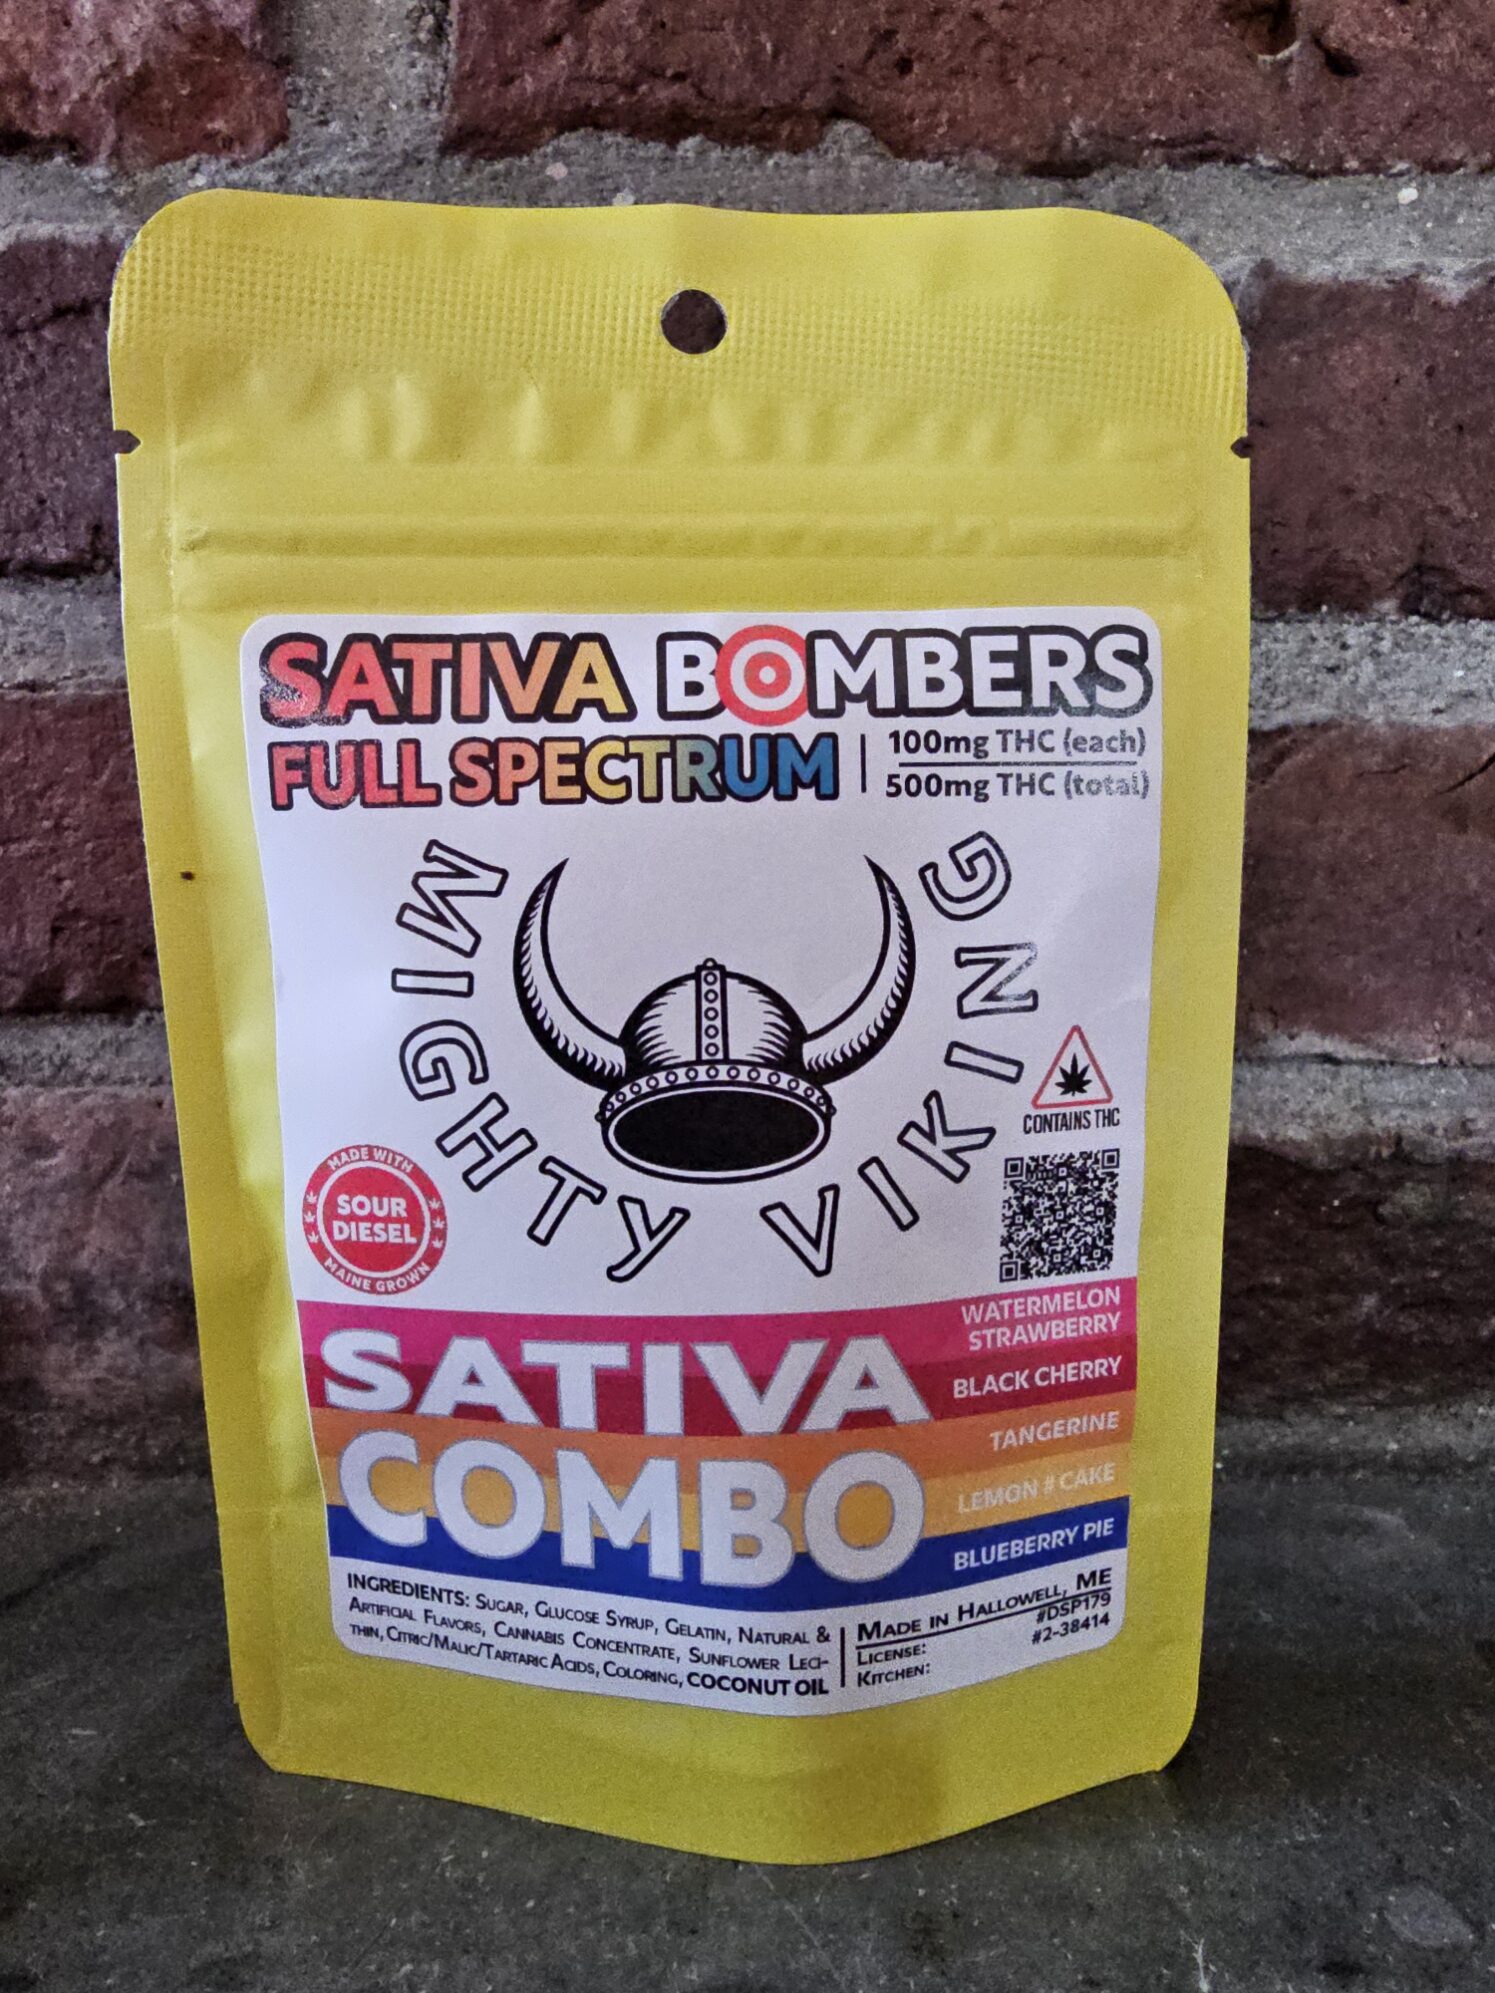 SATIVA BOMBERS
FULL SPECTRUM
100mg THC (each)
500mg THC (total)
MIGHTY VIKING
CONTAINS THC
MADE WITH
SOUR
DIESEL
MAINE GROWN
WATERMELON
STRAWBERRY
SATIVA
BLACK CHERRY
TANGERINE
COMBO
LEMON # CAKE
BLUEBERRY PIE
INGREDIENTS: SUGAR, GLUCOSE SYRUP, GELATIN, NATURAL &
ARTIFICIAL FLAVORS, CANNABIS CONCENTRATE, SUNFLOWER LECI-
THIN, CITRIC/MALIC/TARTARIC ACIDS, COLORING, COCONUT OIL
MADE IN HALLOWELL, ME
LICENSE: #DSP179
KITCHEN: #2-38414